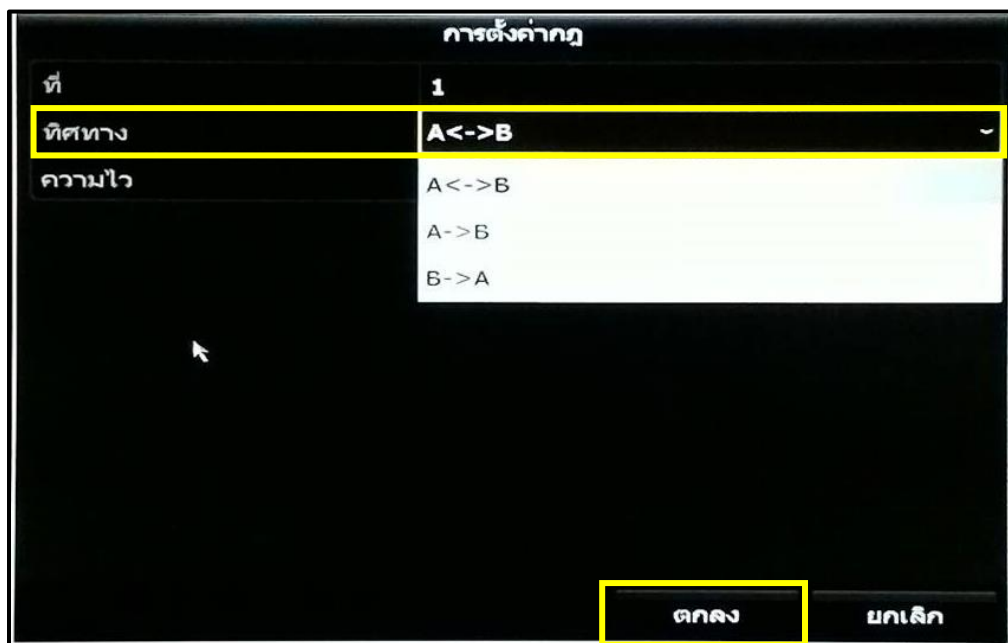 การตั้งค่ากฎ
ที่ 1
ทิศทาง A<->B
ความไว
A<->B
A->B
B->A
ตกลง ยกเลิก